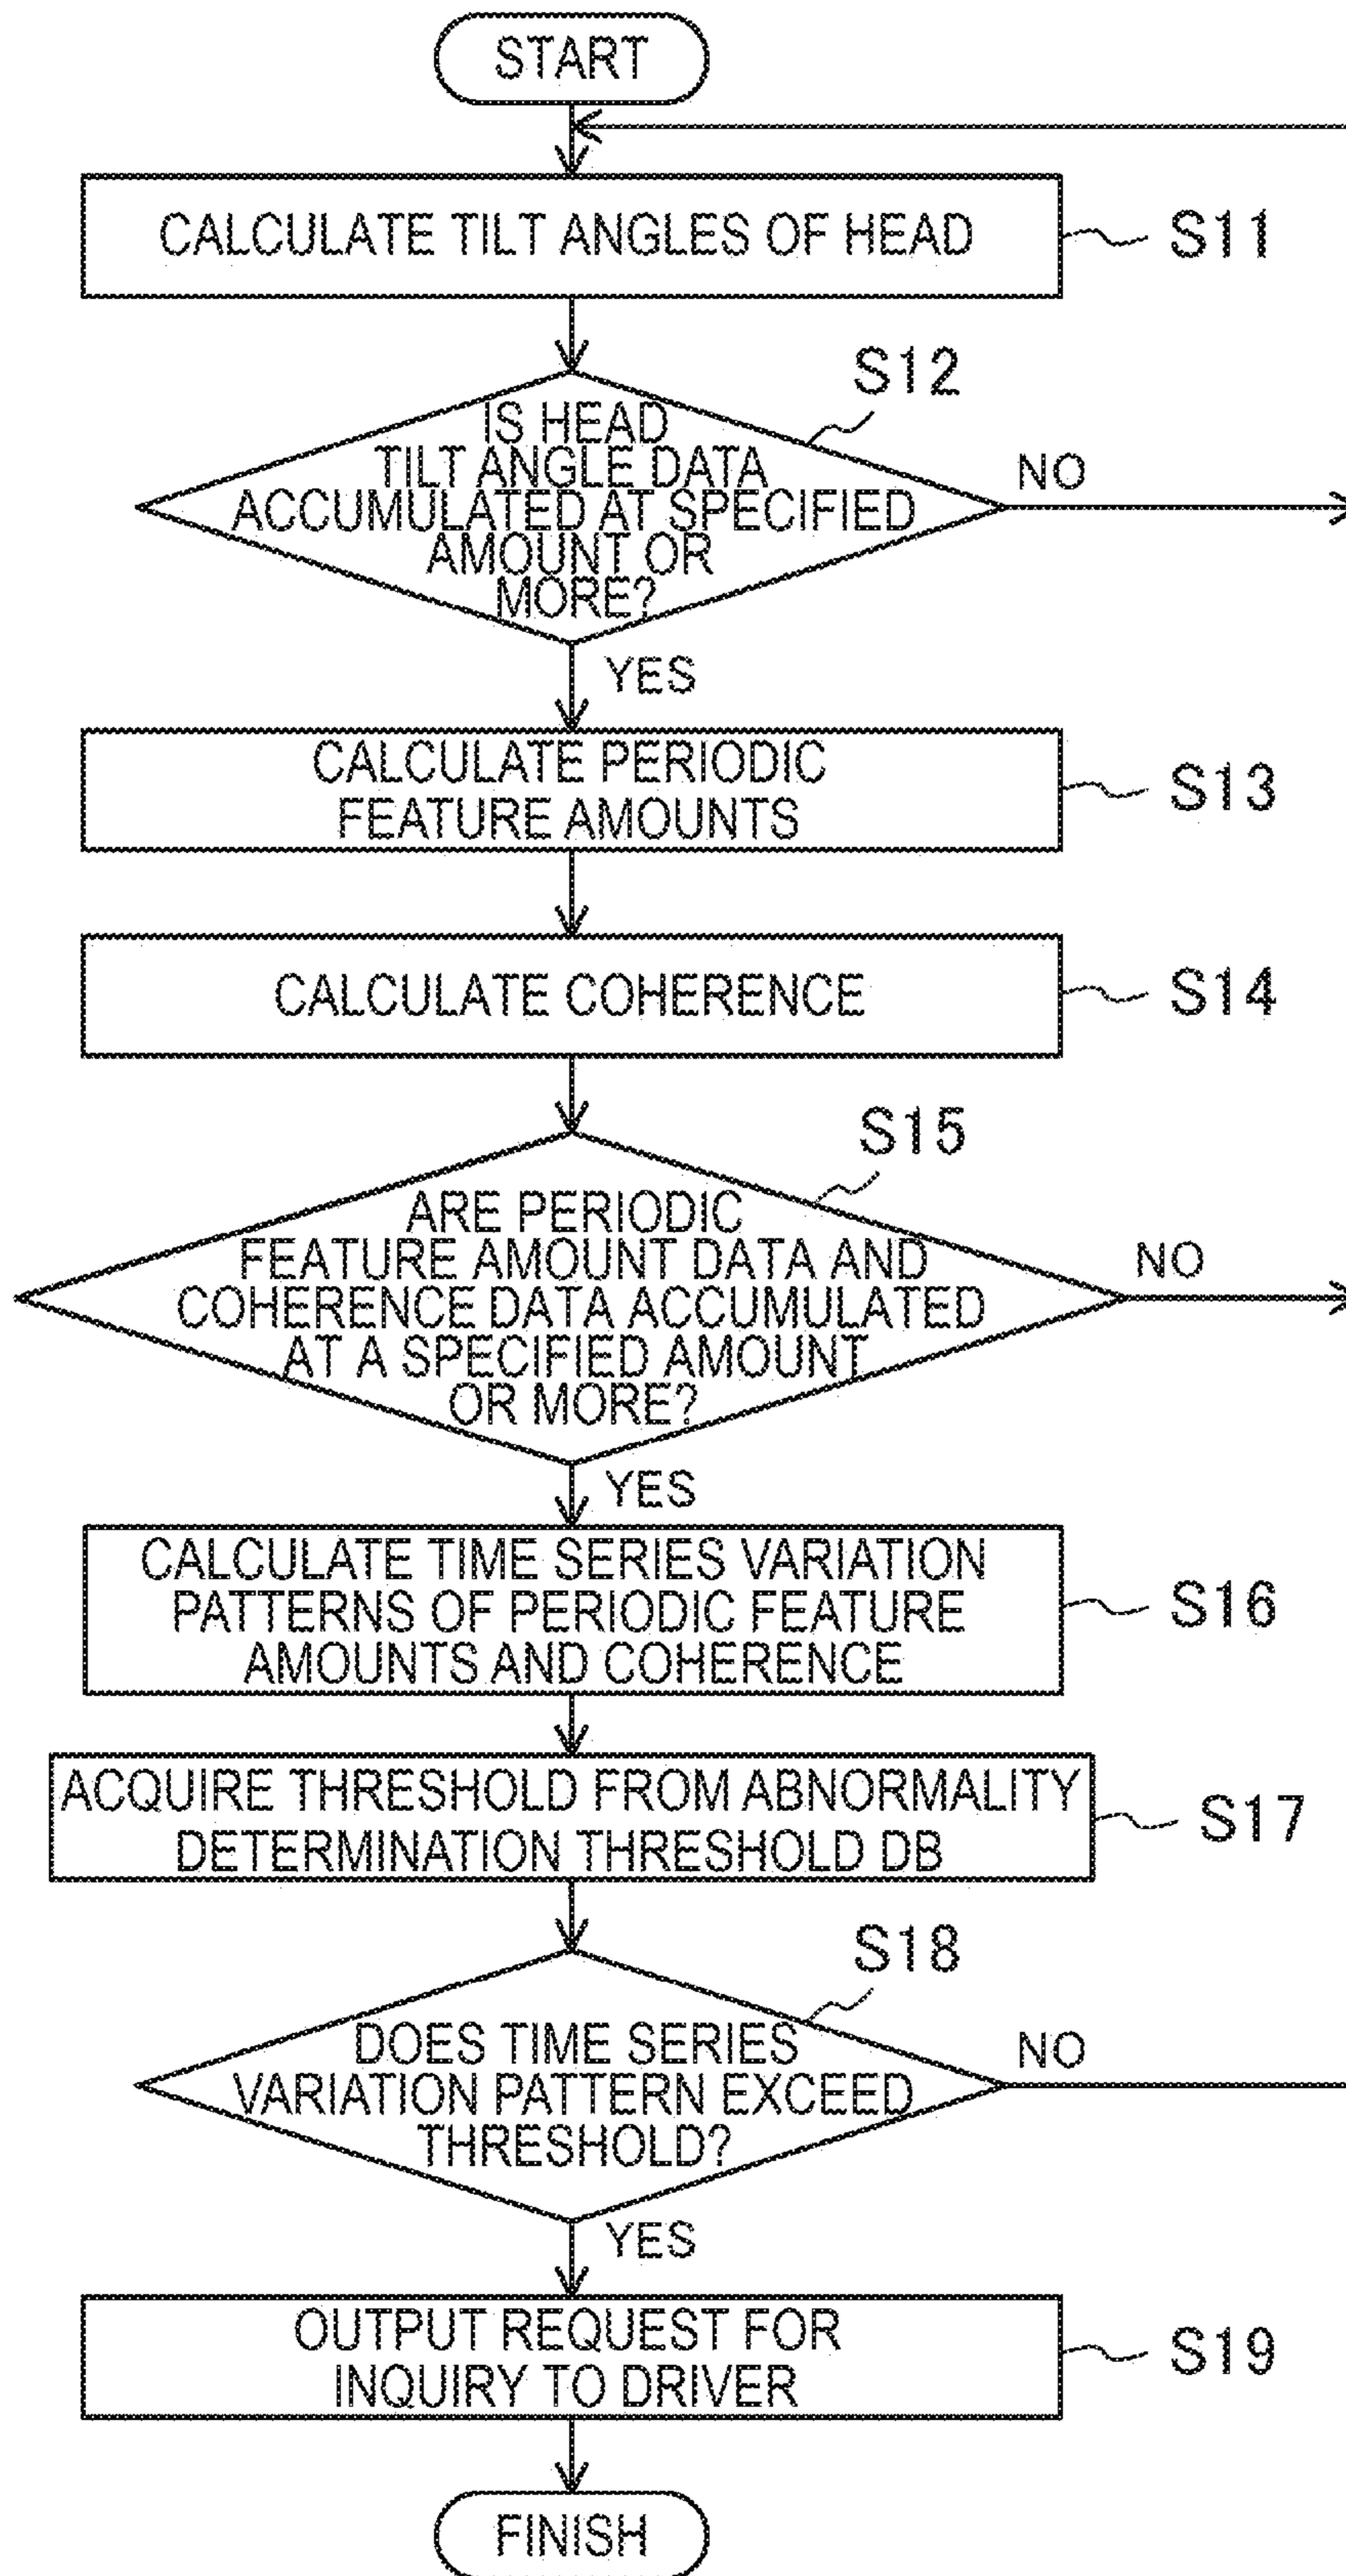 START
CALCULATE TILT ANGLES OF HEAD
S11
S12
IS HEAD
TILT ANGLE DATA
ACCUMULATED AT SPECIFIED
AMOUNT OR
MORE?
NO
YES
CALCULATE PERIODIC
FEATURE AMOUNTS
S13
CALCULATE COHERENCE
S14
S15
ARE PERIODIC
FEATURE AMOUNT DATA AND
COHERENCE DATA ACCUMULATED
AT A SPECIFIED AMOUNT
OR MORE?
NO
YES
CALCULATE TIME SERIES VARIATION
PATTERNS OF PERIODIC FEATURE
AMOUNTS AND COHERENCE
S16
ACQUIRE THRESHOLD FROM ABNORMALITY
DETERMINATION THRESHOLD DB
S17
S18
DOES TIME SERIES
VARIATION PATTERN EXCEED
THRESHOLD?
NO
YES
OUTPUT REQUEST FOR
INQUIRY TO DRIVER
S19
FINISH